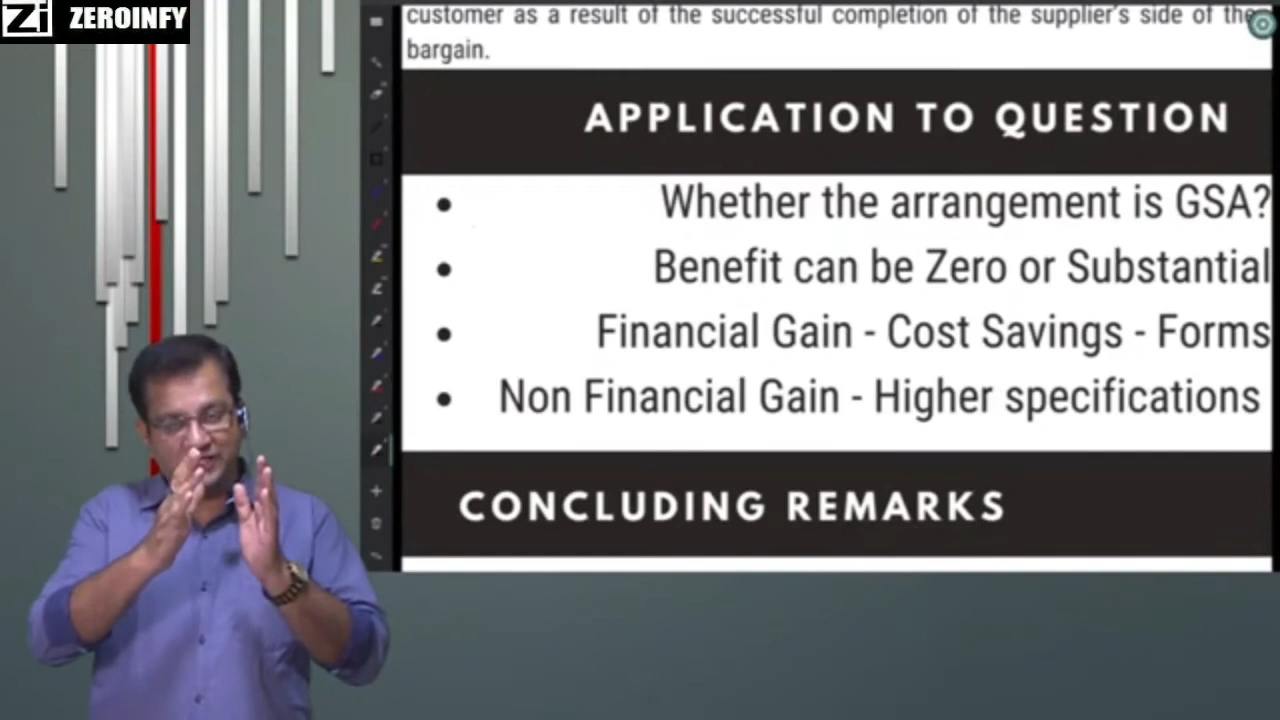 Zi ZEROINFY
customer as a result of the successful completion of the supplier's side of the
bargain.
APPLICATION TO QUESTION
• Whether the arrangement is GSA?
• Benefit can be Zero or Substantial
• Financial Gain - Cost Savings - Forms
• Non Financial Gain - Higher specifications
CONCLUDING REMARKS